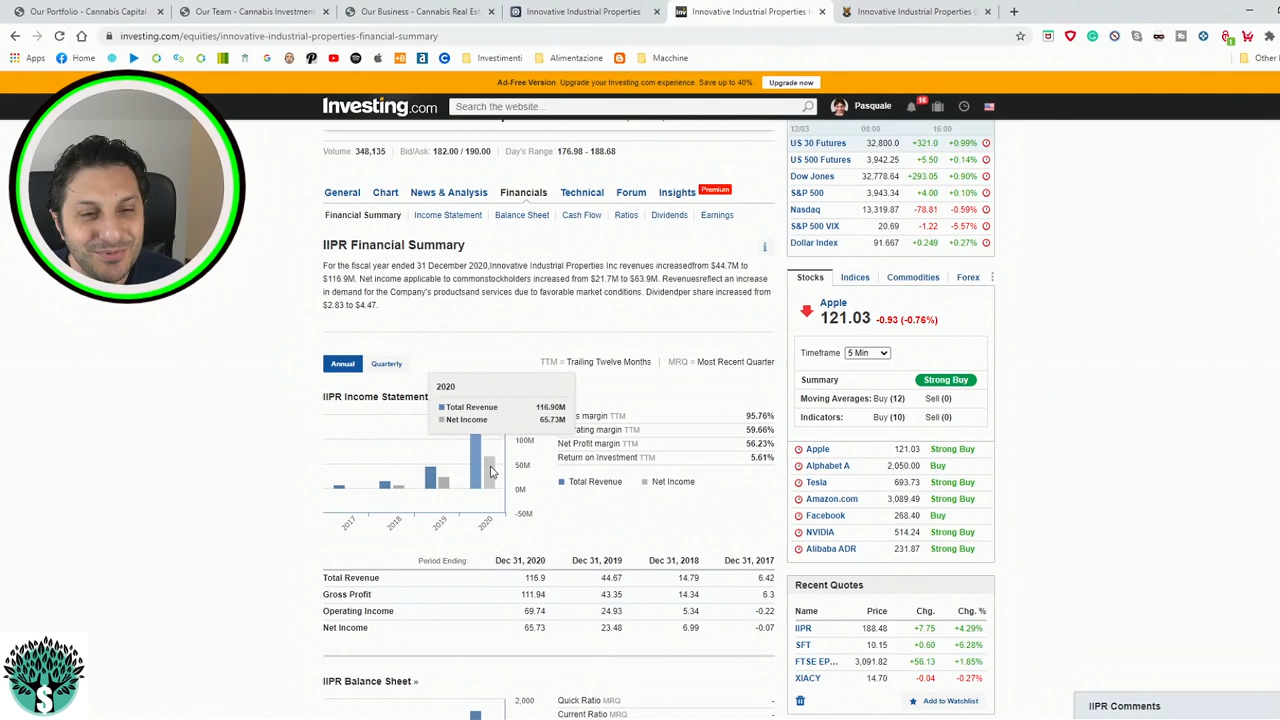 Our Portfolio - Cannabis Capital
Our Team - Cannabis Investment
Our Business - Cannabis Real Est
Innovative Industrial Properties
Innovative Industrial Properties I
Innovative Industrial Properties (
investing.com/equities/innovative-industrial-properties-financial-summary
Apps Home Investimenti Alimentazione Macchine Other
Ad-Free Version. Upgrade your Investing.com experience. Save up to 40% Upgrade now
Investing.com Search the website... Pasquale
Volume: 348,135 Bid/Ask: 182.00 / 190.00 Day's Range: 176.98 - 188.68
General Chart News & Analysis Financials Technical Forum Insights Premium
Financial Summary Income Statement Balance Sheet Cash Flow Ratios Dividends Earnings
IIPR Financial Summary
For the fiscal year ended 31 December 2020,Innovative Industrial Properties Inc revenues increasedfrom $44.7M to
$116.9M. Net income applicable to commonstockholders increased from $21.7M to $63.9M. Revenuesreflect an increase
in demand for the Company's productsand services due to favorable market conditions. Dividendper share increased from
$2.83 to $4.47.
Annual Quarterly TTM = Trailing Twelve Months MRQ = Most Recent Quarter
IIPR Income Statement
2020
Total Revenue 116.90M
Net Income 65.73M
margin TTM 95.76%
margin TTM 59.66%
Net Profit margin TTM 56.23%
Return on Investment TTM 5.61%
Total Revenue Net Income
100M
50M
0M
-50M
2017 2018 2019 2020
Period Ending: Dec 31, 2020 Dec 31, 2019 Dec 31, 2018 Dec 31, 2017
Total Revenue 116.9 44.67 14.79 6.42
Gross Profit 111.94 43.35 14.34 6.3
Operating Income 69.74 24.93 5.34 -0.22
Net Income 65.73 23.48 6.99 -0.07
IIPR Balance Sheet »
2,000
Quick Ratio MRQ -
Current Ratio MRQ -
12/03 08:00 16:00
US 30 Futures 32,800.0 +321.0 +0.99%
US 500 Futures 3,942.25 +5.50 +0.14%
Dow Jones 32,778.64 +293.05 +0.90%
S&P 500 3,943.34 +4.00 +0.10%
Nasdaq 13,319.87 -78.81 -0.59%
S&P 500 VIX 20.69 -1.22 -5.57%
Dollar Index 91.667 +0.249 +0.27%
Stocks Indices Commodities Forex
Apple
121.03 -0.93 (-0.76%)
Timeframe 5 Min
Summary Strong Buy
Moving Averages: Buy (12) Sell (0)
Indicators: Buy (10) Sell (0)
Apple 121.03 Strong Buy
Alphabet A 2,050.00 Buy
Tesla 693.73 Strong Buy
Amazon.com 3,089.49 Strong Buy
Facebook 268.40 Buy
NVIDIA 514.24 Strong Buy
Alibaba ADR 231.87 Strong Buy
Recent Quotes
Name Price Chg. Chg. %
IIPR 188.48 +7.75 +4.29%
SFT 10.15 +0.60 +6.28%
FTSE EP... 3,091.82 +56.13 +1.85%
XIACY 14.70 -0.04 -0.27%
Add to Watchlist
IIPR Comments